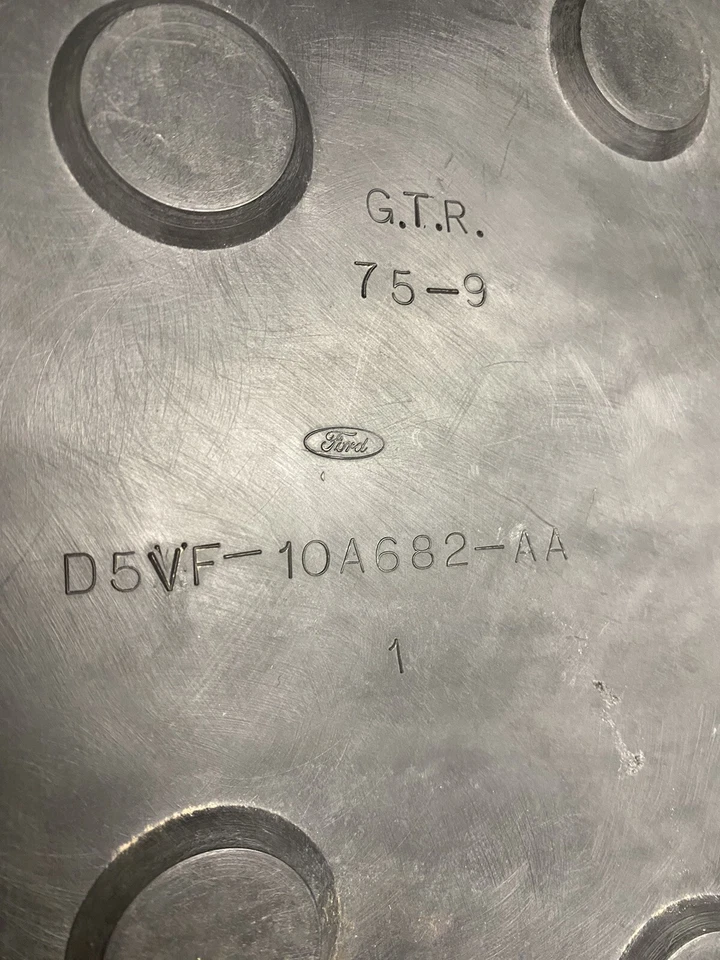 G.T.R.
75-9
Ford
D5VF-10A682-AA
1